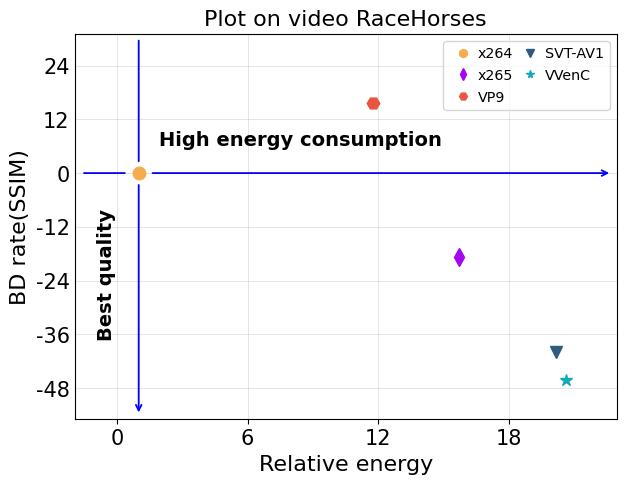 Plot on video RaceHorses
x264
x265
VP9
SVT-AV1
VVenC
High energy consumption
Best quality
BD rate(SSIM)
24
12
0
-12
-24
-36
-48
0
6
12
18
Relative energy